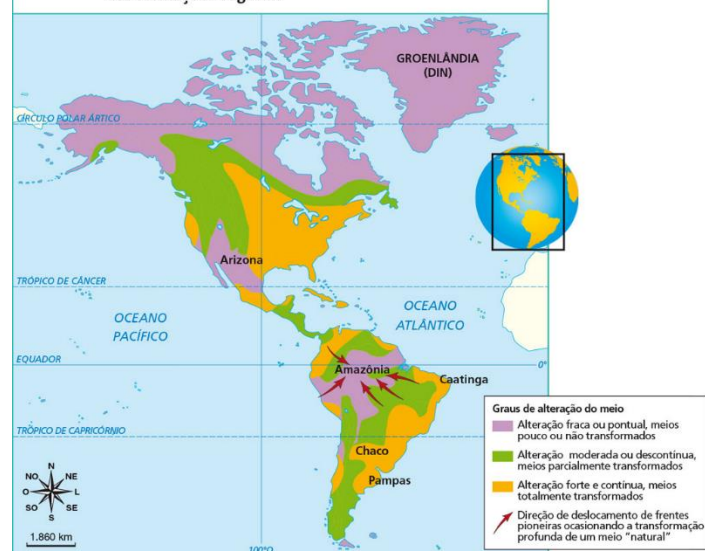 GROENLÂNDIA
(DIN)
CÍRCULO POLAR ÁRTICO
Arizona
TRÓPICO DE CÂNCER
OCEANO
PACÍFICO
OCEANO
ATLÂNTICO
EQUADOR
0°
Amazônia
Caatinga
TRÓPICO DE CAPRICÓRNIO
Chaco
Pampas
N
NO
NE
O
L
SO
SE
S
1.860 km
Graus de alteração do meio
Alteração fraca ou pontual, meios
pouco ou não transformados
Alteração moderada ou descontínua,
meios parcialmente transformados
Alteração forte e contínua, meios
totalmente transformados
Direção de deslocamento de frentes
pioneiras ocasionando a transformação
profunda de um meio “natural”